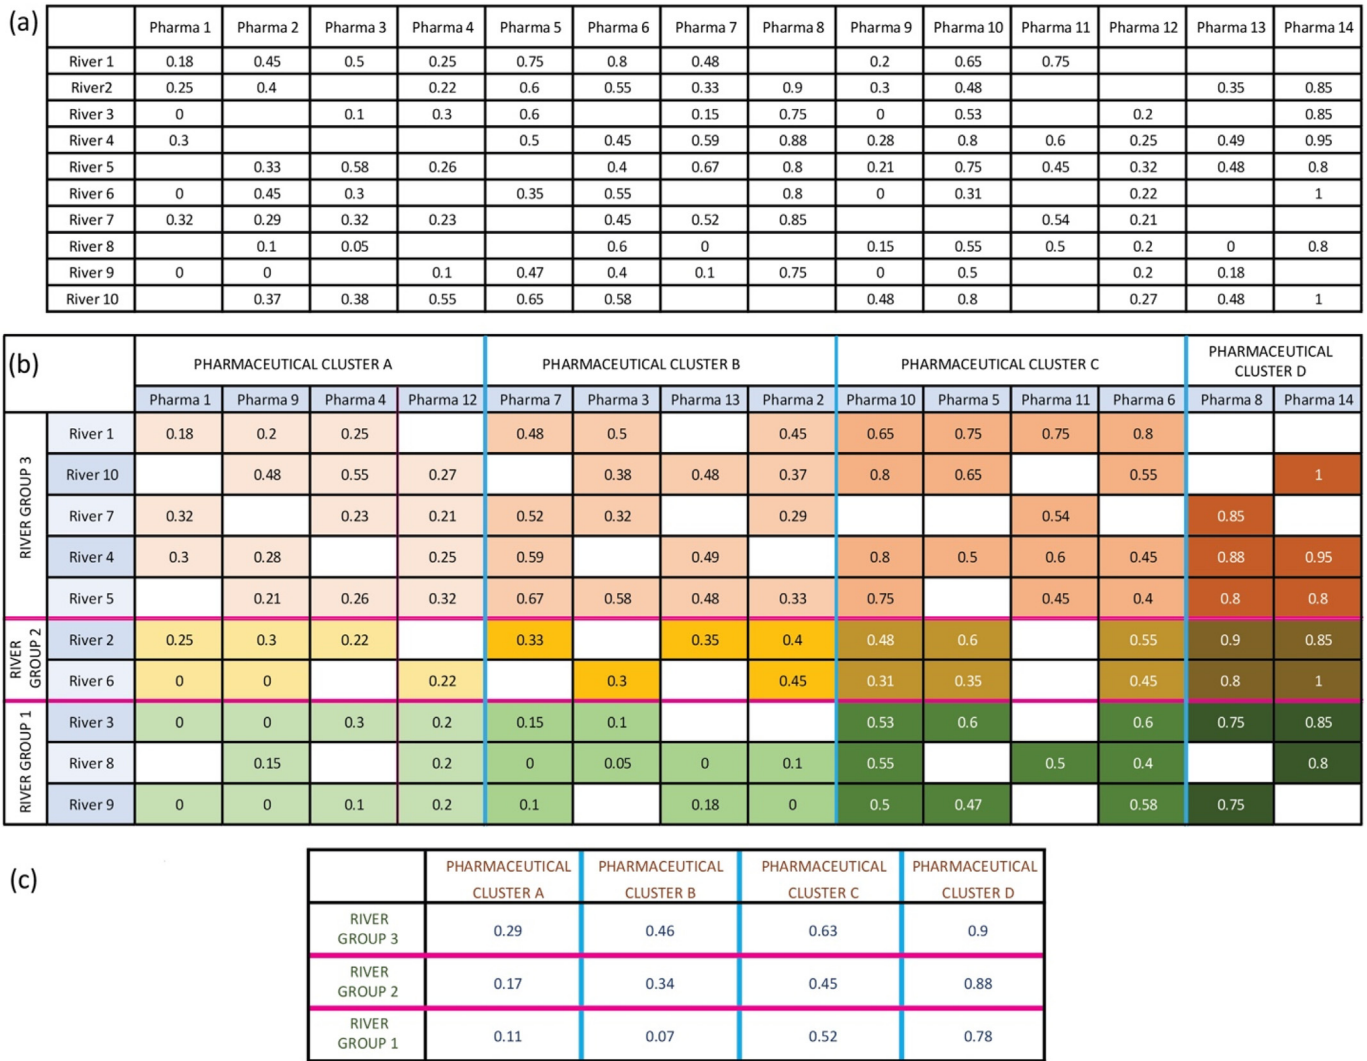 (a)
Pharma 1 Pharma 2 Pharma 3 Pharma 4 Pharma 5 Pharma 6 Pharma 7 Pharma 8 Pharma 9 Pharma 10 Pharma 11 Pharma 12 Pharma 13 Pharma 14
River 1 0.18 0.45 0.5 0.25 0.75 0.8 0.48 0.2 0.65 0.75
River2 0.25 0.4 0.22 0.6 0.55 0.33 0.9 0.3 0.48 0.35 0.85
River 3 0 0.1 0.3 0.6 0.15 0.75 0 0.53 0.2 0.85
River 4 0.3 0.5 0.45 0.59 0.88 0.28 0.8 0.6 0.25 0.49 0.95
River 5 0.33 0.58 0.26 0.4 0.67 0.8 0.21 0.75 0.45 0.32 0.48 0.8
River 6 0 0.45 0.3 0.35 0.55 0.8 0 0.31 0.22 1
River 7 0.32 0.29 0.32 0.23 0.45 0.52 0.85 0.54 0.21
River 8 0.1 0.05 0.6 0 0.15 0.55 0.5 0.2 0 0.8
River 9 0 0 0.1 0.47 0.4 0.1 0.75 0 0.5 0.2 0.18
River 10 0.37 0.38 0.55 0.65 0.58 0.48 0.8 0.27 0.48 1
(b)
PHARMACEUTICAL CLUSTER A PHARMACEUTICAL CLUSTER B PHARMACEUTICAL CLUSTER C PHARMACEUTICAL
CLUSTER D
Pharma 1 Pharma 9 Pharma 4 Pharma 12 Pharma 7 Pharma 3 Pharma 13 Pharma 2 Pharma 10 Pharma 5 Pharma 11 Pharma 6 Pharma 8 Pharma 14
RIVER GROUP 3
River 1 0.18 0.2 0.25 0.48 0.5 0.45 0.65 0.75 0.75 0.8
River 10 0.48 0.55 0.27 0.38 0.48 0.37 0.8 0.65 0.55 1
River 7 0.32 0.23 0.21 0.52 0.32 0.29 0.54 0.85
River 4 0.3 0.28 0.25 0.59 0.49 0.8 0.5 0.6 0.45 0.88 0.95
River 5 0.21 0.26 0.32 0.67 0.58 0.48 0.33 0.75 0.45 0.4 0.8 0.8
RIVER
GROUP 2
River 2 0.25 0.3 0.22 0.33 0.35 0.4 0.48 0.6 0.55 0.9 0.85
River 6 0 0 0.22 0.3 0.45 0.31 0.35 0.45 0.8 1
RIVER GROUP 1
River 3 0 0 0.3 0.2 0.15 0.1 0.53 0.6 0.6 0.75 0.85
River 8 0.15 0.2 0 0.05 0 0.1 0.55 0.5 0.4 0.8
River 9 0 0 0.1 0.2 0.1 0.18 0 0.5 0.47 0.58 0.75
(c)
PHARMACEUTICAL PHARMACEUTICAL PHARMACEUTICAL PHARMACEUTICAL
CLUSTER A CLUSTER B CLUSTER C CLUSTER D
RIVER
GROUP 3 0.29 0.46 0.63 0.9
RIVER
GROUP 2 0.17 0.34 0.45 0.88
RIVER
GROUP 1 0.11 0.07 0.52 0.78